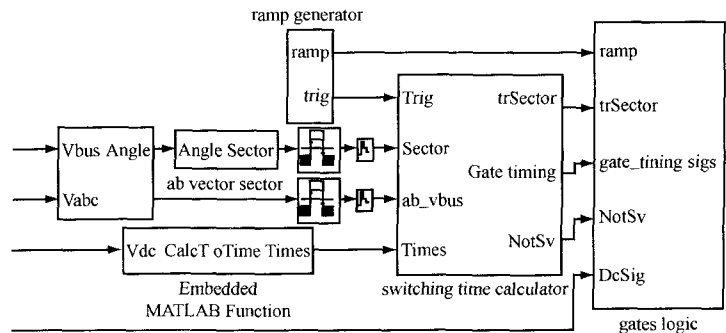 ramp generator
ramp
trig
Vbus Angle
Vabc
Angle Sector
ab vector sector
Vdc CalcT oTime Times
Embedded
MATLAB Function
Trig
Sector
ab_vbus
Times
trSector
Gate timing
NotSv
switching time calculator
ramp
trSector
gate_tining sigs
NotSv
DcSig
gates logic